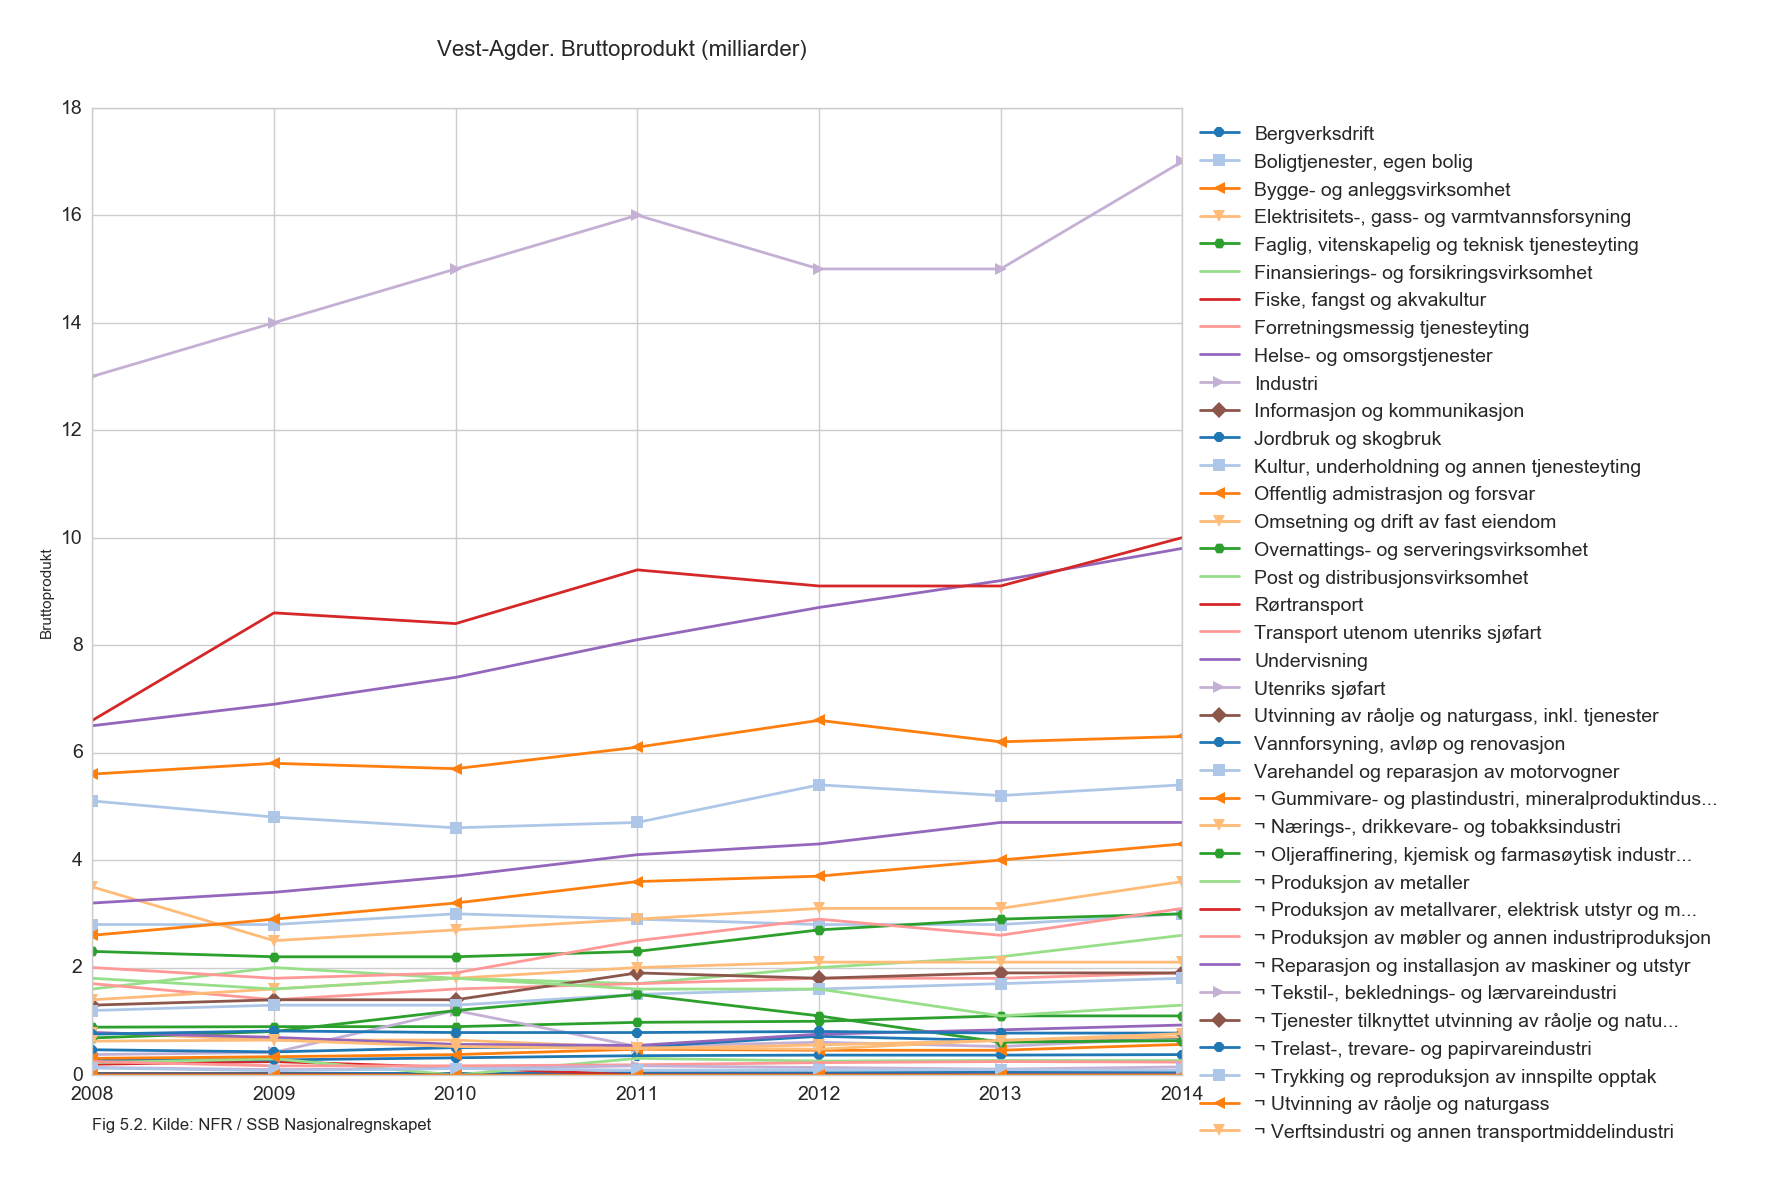 Vest-Agder. Bruttoprodukt (milliarder)
18
16
14
12
10
8
6
4
2
0
Bruttoprodukt
2008 2009 2010 2011 2012 2013 2014
Fig 5.2. Kilde: NFR / SSB Nasjonalregnskapet
Bergverksdrift
Boligtjenester, egen bolig
Bygge- og anleggsvirksomhet
Elektrisitets-, gass- og varmtvannsforsyning
Faglig, vitenskapelig og teknisk tjenesteyting
Finansierings- og forsikringsvirksomhet
Fiske, fangst og akvakultur
Forretningsmessig tjenesteyting
Helse- og omsorgstjenester
Industri
Informasjon og kommunikasjon
Jordbruk og skogbruk
Kultur, underholdning og annen tjenesteyting
Offentlig admistrasjon og forsvar
Omsetning og drift av fast eiendom
Overnattings- og serveringsvirksomhet
Post og distribusjonsvirksomhet
Rørtransport
Transport utenom utenriks sjøfart
Undervisning
Utenriks sjøfart
Utvinning av råolje og naturgass, inkl. tjenester
Vannforsyning, avløp og renovasjon
Varehandel og reparasjon av motorvogner
¬ Gummivare- og plastindustri, mineralproduktindus...
¬ Nærings-, drikkevare- og tobakksindustri
¬ Oljeraffinering, kjemisk og farmasøytisk industr...
¬ Produksjon av metaller
¬ Produksjon av metallvarer, elektrisk utstyr og m...
¬ Produksjon av møbler og annen industriproduksjon
¬ Reparasjon og installasjon av maskiner og utstyr
¬ Tekstil-, beklednings- og lærvareindustri
¬ Tjenester tilknyttet utvinning av råolje og natu...
¬ Trelast-, trevare- og papirvareindustri
¬ Trykking og reproduksjon av innspilte opptak
¬ Utvinning av råolje og naturgass
¬ Verftsindustri og annen transportmiddelindustri